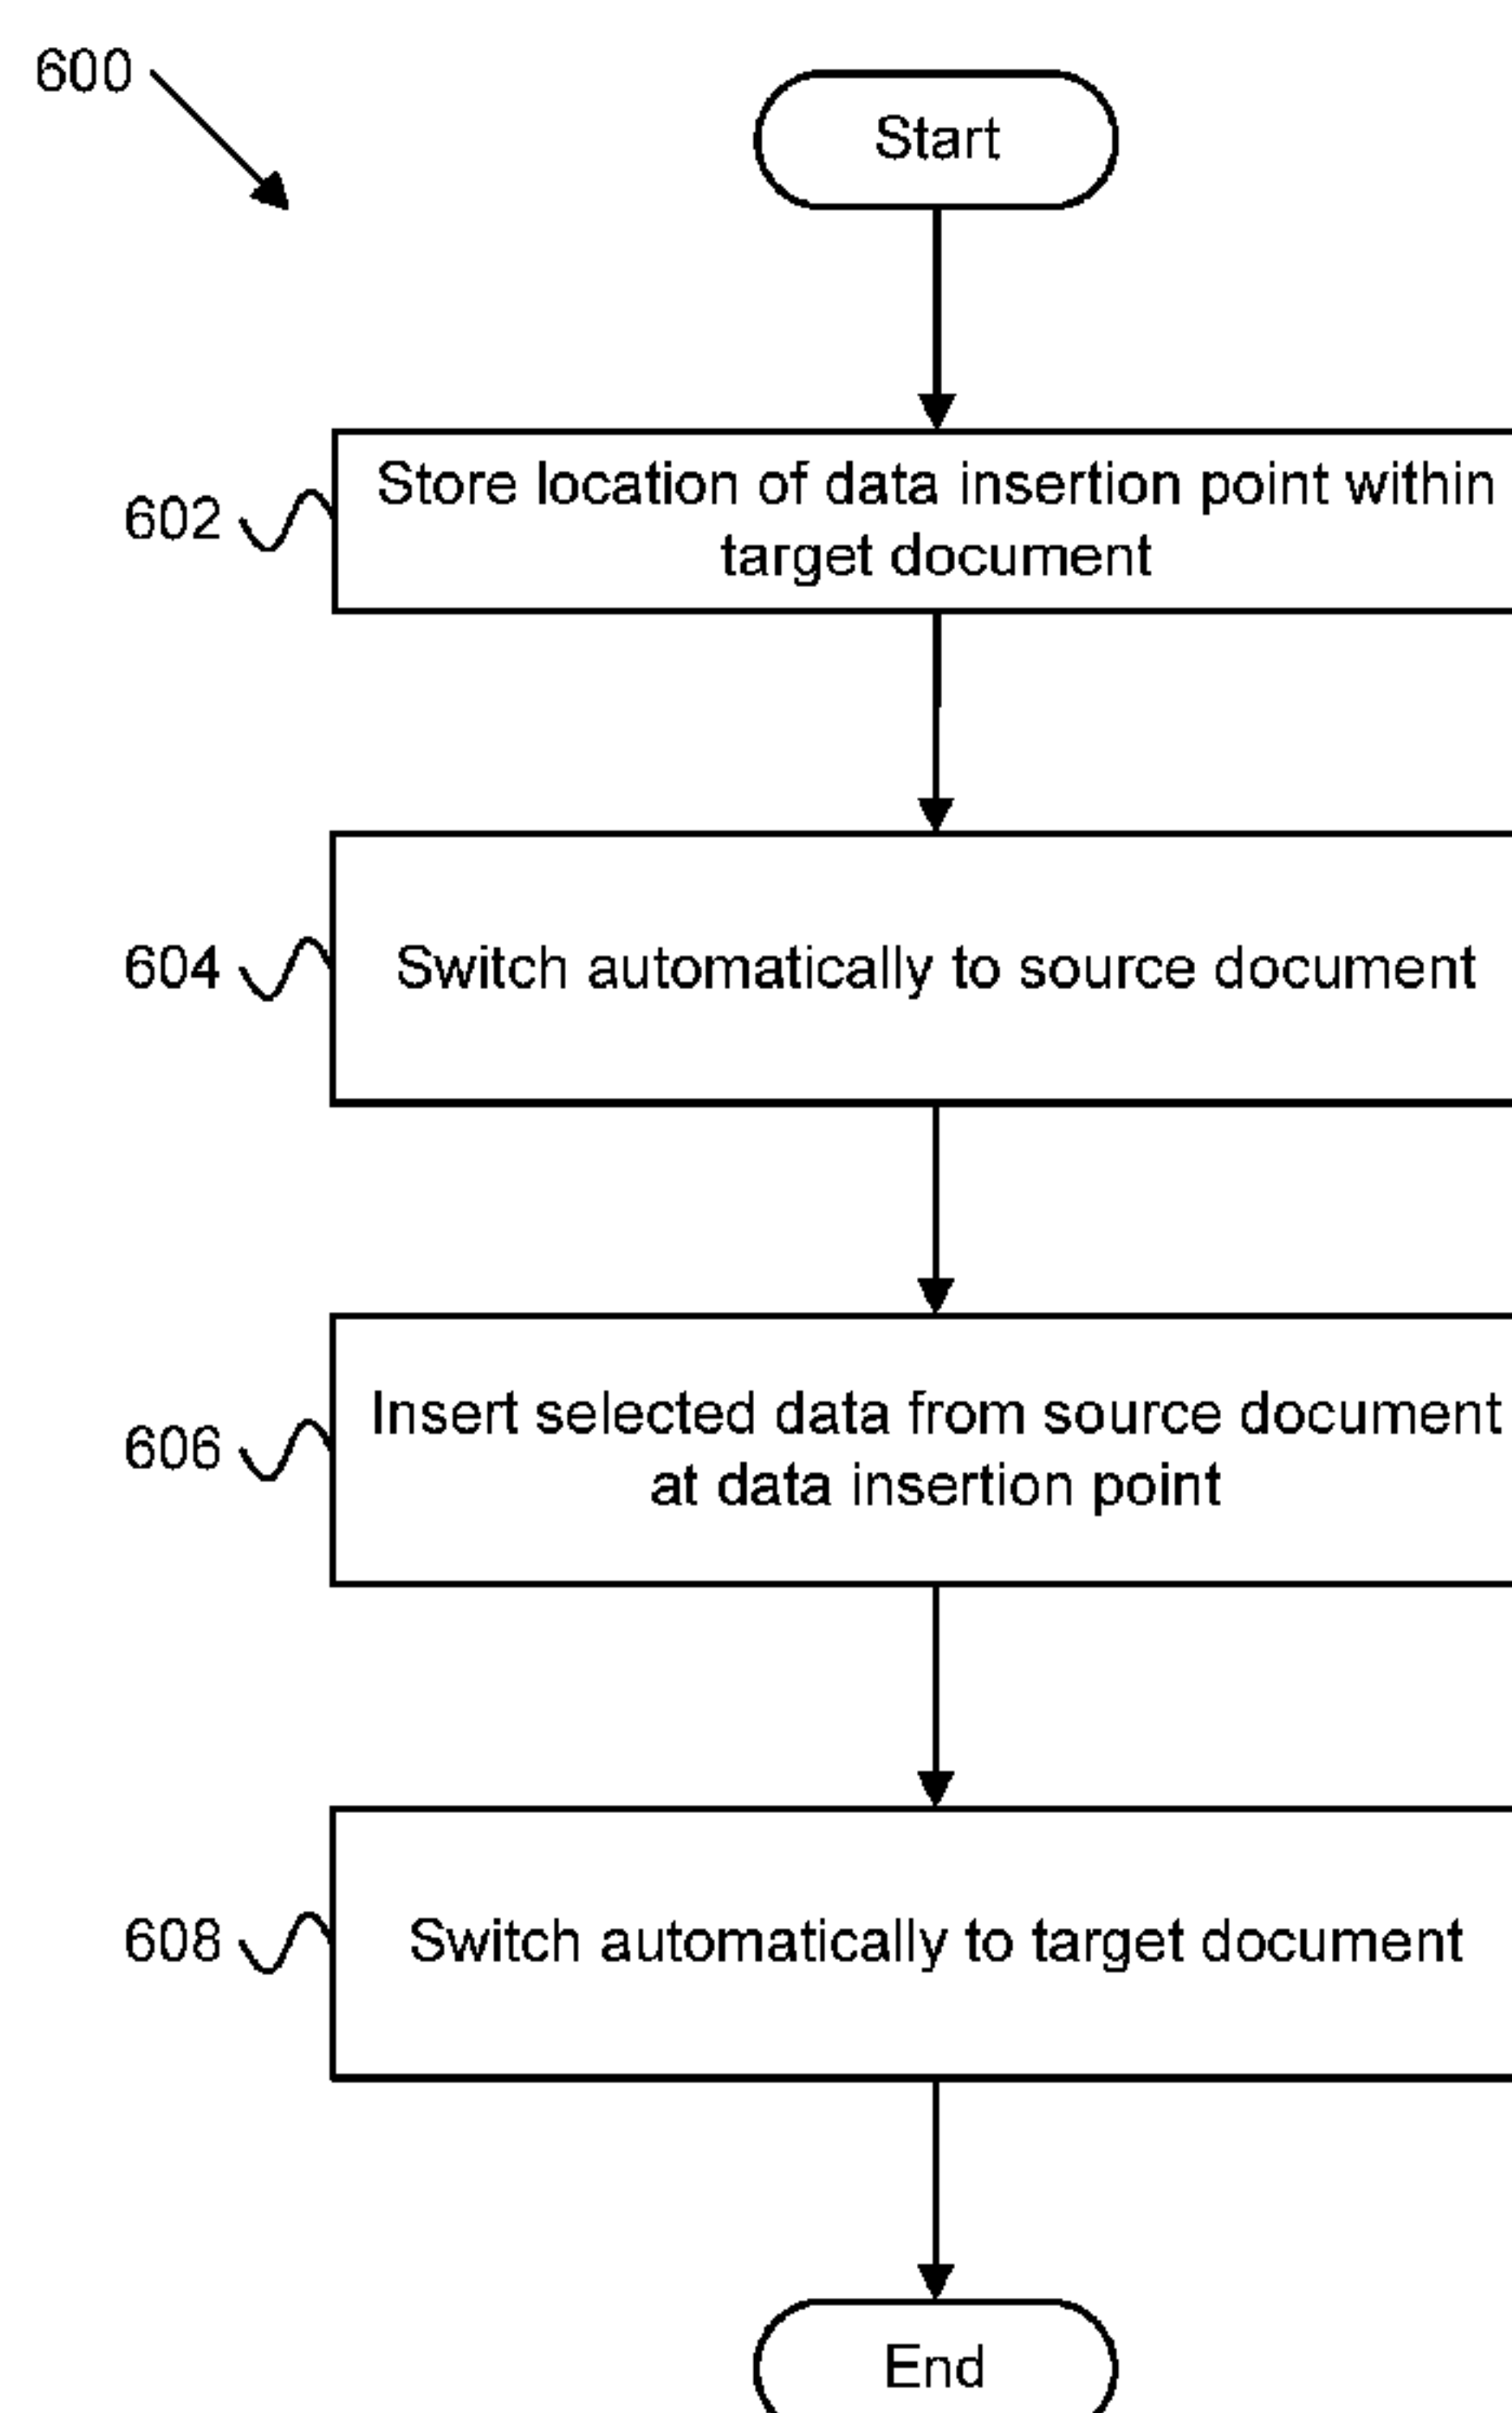 600
Start
602
Store location of data insertion point within
target document
604
Switch automatically to source document
606
Insert selected data from source document
at data insertion point
608
Switch automatically to target document
End